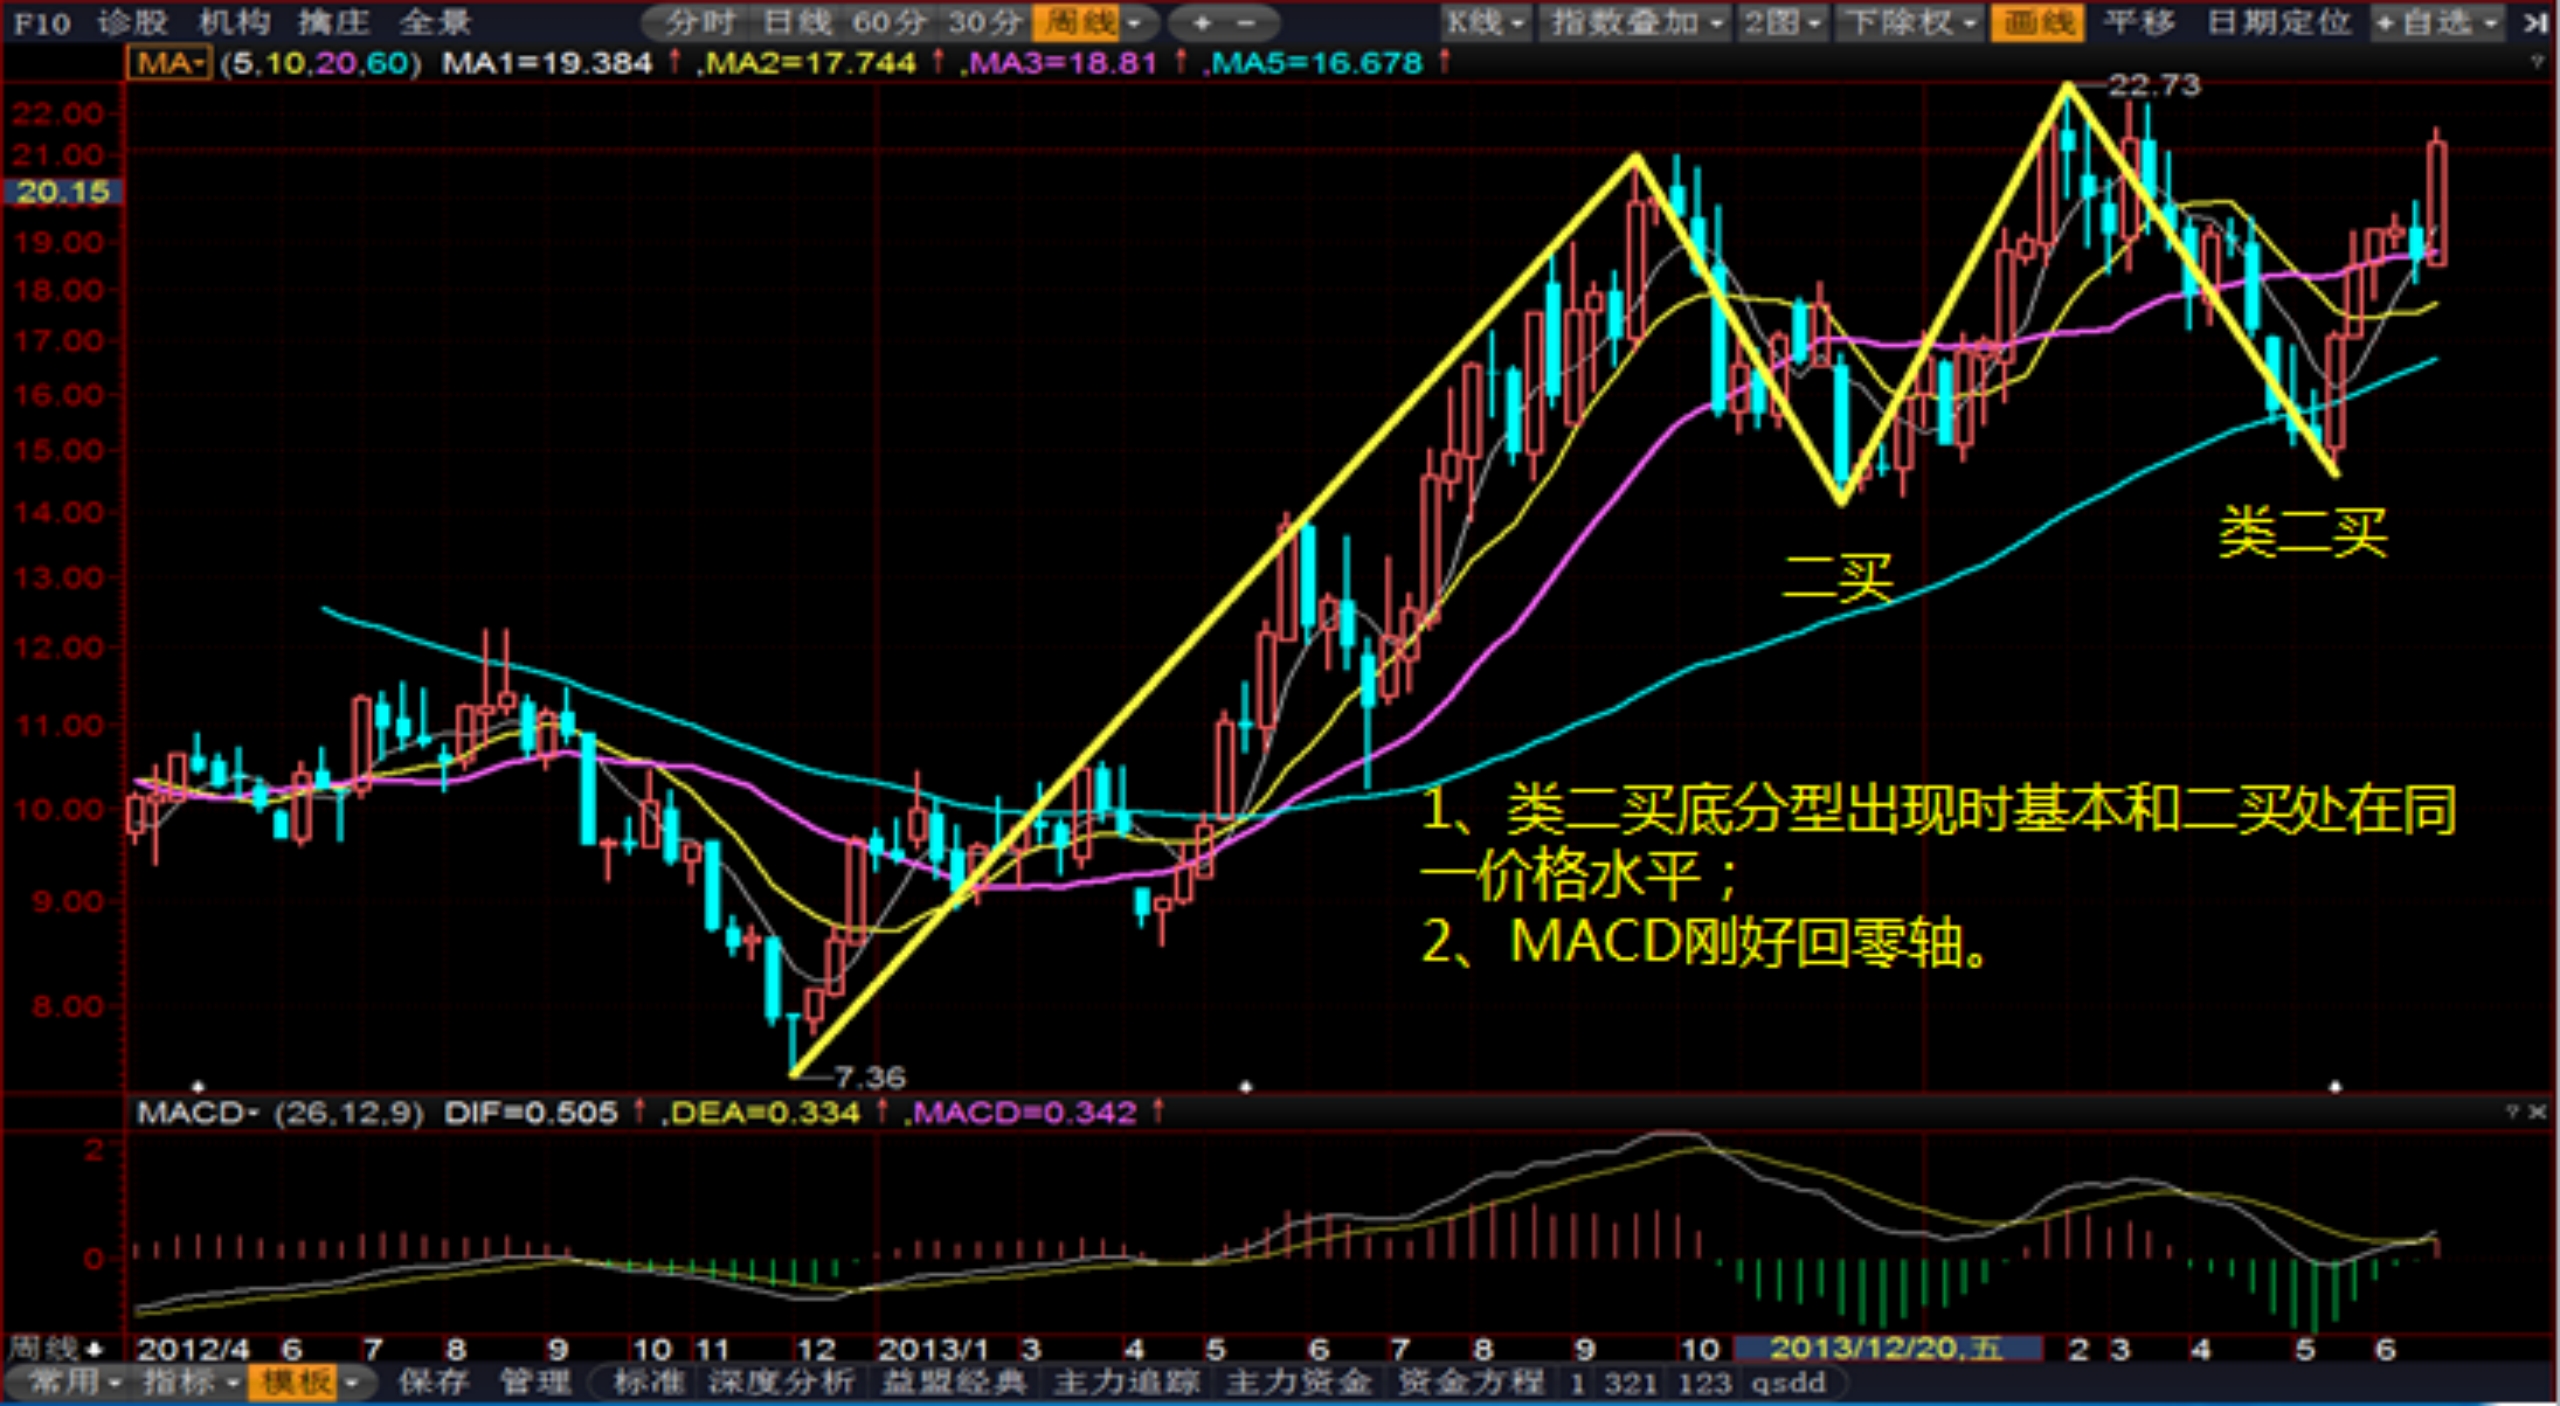 F10 诊股 机构 擒庄 全景 分时 日线 60分 30分 周线 + - K线 指数叠加 2图 下除权 画线 平移 日期定位 +自选
MA (5,10,20,60) MA1=19.384↑ ,MA2=17.744↑ ,MA3=18.81↑ ,MA5=16.678↑ ?
22.73
22.00
21.00
20.15
19.00
18.00
17.00
16.00
15.00
14.00
类二买
13.00
二买
12.00
11.00
10.00
1、类二买底分型出现时基本和二买处在同
一价格水平；
9.00
2、MACD刚好回零轴。
8.00
7.36
MACD (26,12,9) DIF=0.505↑ ,DEA=0.334↑ ,MACD=0.342↑ ? ×
2
0
周线 2012/4 6 7 8 9 10 11 12 2013/1 3 4 5 6 7 8 9 10 2013/12/20,五 2 3 4 5 6
常用 指标 模板 保存 管理 标准 深度分析 益盟经典 主力追踪 主力资金 资金方程 1 321 123 qsdd